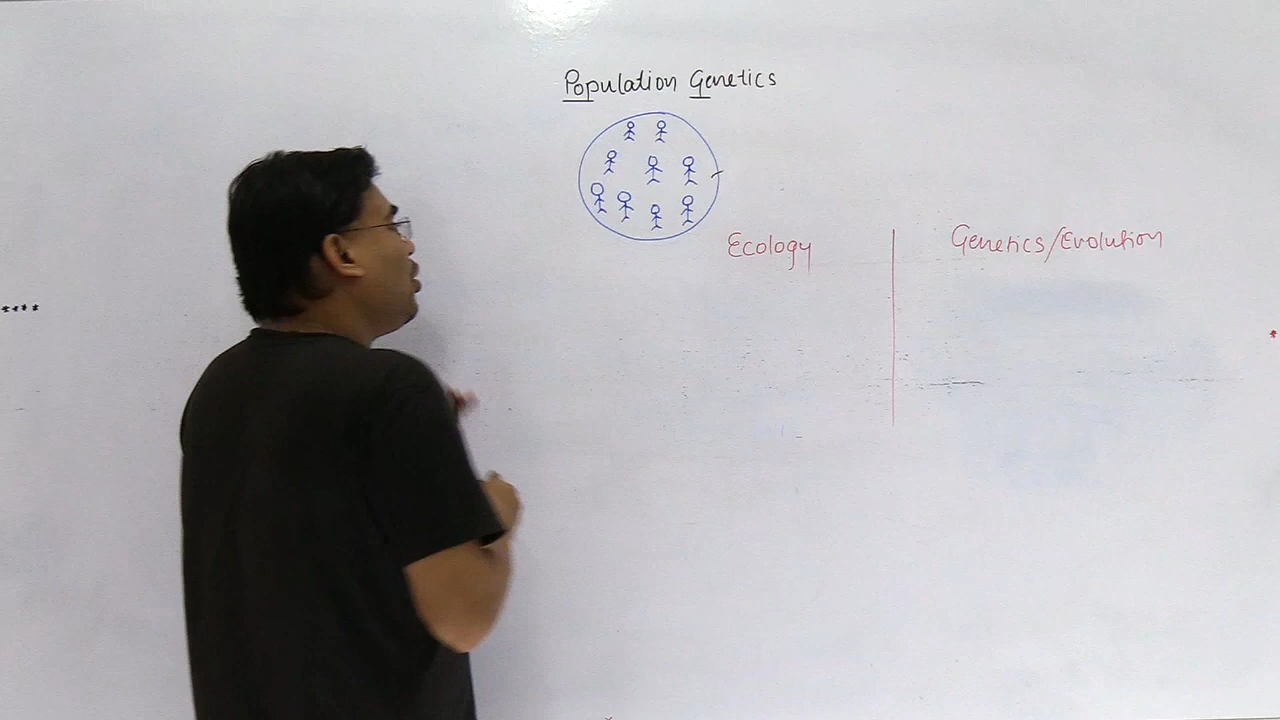 Population Genetics
Ecology
Genetics/Evolution
****
*